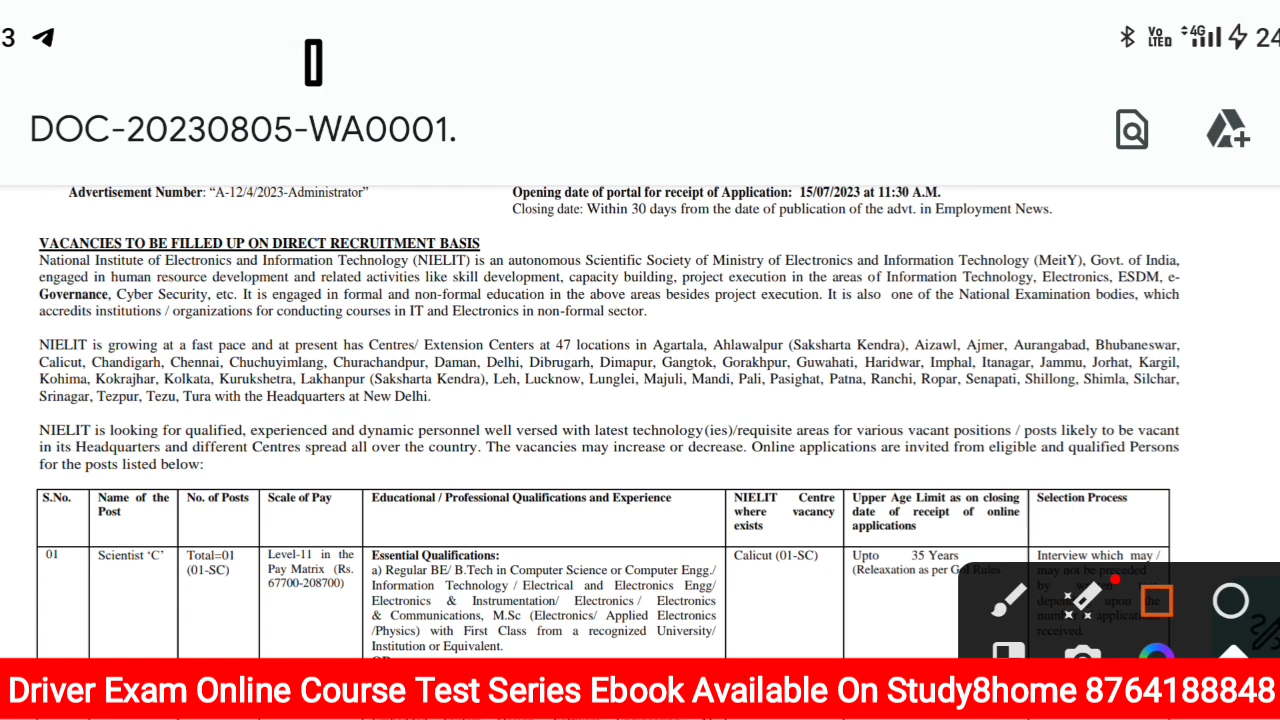 3
Vo LTED 4G 24
DOC-20230805-WA0001.
Advertisement Number: “A-12/4/2023-Administrator”
Opening date of portal for receipt of Application: 15/07/2023 at 11:30 A.M.
Closing date: Within 30 days from the date of publication of the advt. in Employment News.
VACANCIES TO BE FILLED UP ON DIRECT RECRUITMENT BASIS
National Institute of Electronics and Information Technology (NIELIT) is an autonomous Scientific Society of Ministry of Electronics and Information Technology (MeitY), Govt. of India,
engaged in human resource development and related activities like skill development, capacity building, project execution in the areas of Information Technology, Electronics, ESDM, e-
Governance, Cyber Security, etc. It is engaged in formal and non-formal education in the above areas besides project execution. It is also one of the National Examination bodies, which
accredits institutions / organizations for conducting courses in IT and Electronics in non-formal sector.
NIELIT is growing at a fast pace and at present has Centres/ Extension Centers at 47 locations in Agartala, Ahlawalpur (Saksharta Kendra), Aizawl, Ajmer, Aurangabad, Bhubaneswar,
Calicut, Chandigarh, Chennai, Chuchuyimlang, Churachandpur, Daman, Delhi, Dibrugarh, Dimapur, Gangtok, Gorakhpur, Guwahati, Haridwar, Imphal, Itanagar, Jammu, Jorhat, Kargil,
Kohima, Kokrajhar, Kolkata, Kurukshetra, Lakhanpur (Saksharta Kendra), Leh, Lucknow, Lunglei, Majuli, Mandi, Pali, Pasighat, Patna, Ranchi, Ropar, Senapati, Shillong, Shimla, Silchar,
Srinagar, Tezpur, Tezu, Tura with the Headquarters at New Delhi.
NIELIT is looking for qualified, experienced and dynamic personnel well versed with latest technology(ies)/requisite areas for various vacant positions / posts likely to be vacant
in its Headquarters and different Centres spread all over the country. The vacancies may increase or decrease. Online applications are invited from eligible and qualified Persons
for the posts listed below:
S.No.
Name of the
Post
No. of Posts
Scale of Pay
Educational / Professional Qualifications and Experience
NIELIT Centre
where vacancy
exists
Upper Age Limit as on closing
date of receipt of online
applications
Selection Process
01
Scientist ‘C’
Total=01
(01-SC)
Level-11 in the
Pay Matrix (Rs.
67700-208700)
Essential Qualifications:
a) Regular BE/ B.Tech in Computer Science or Computer Engg./
Information Technology / Electrical and Electronics Engg/
Electronics & Instrumentation/ Electronics / Electronics
& Communications, M.Sc (Electronics/ Applied Electronics
/Physics) with First Class from a recognized University/
Institution or Equivalent.
Calicut (01-SC)
Upto 35 Years
(Releaxation as per GoI Rules
Interview which may /
may not be preceded
by written test
depend upon the
number applications
received.
Driver Exam Online Course Test Series Ebook Available On Study8home 8764188848